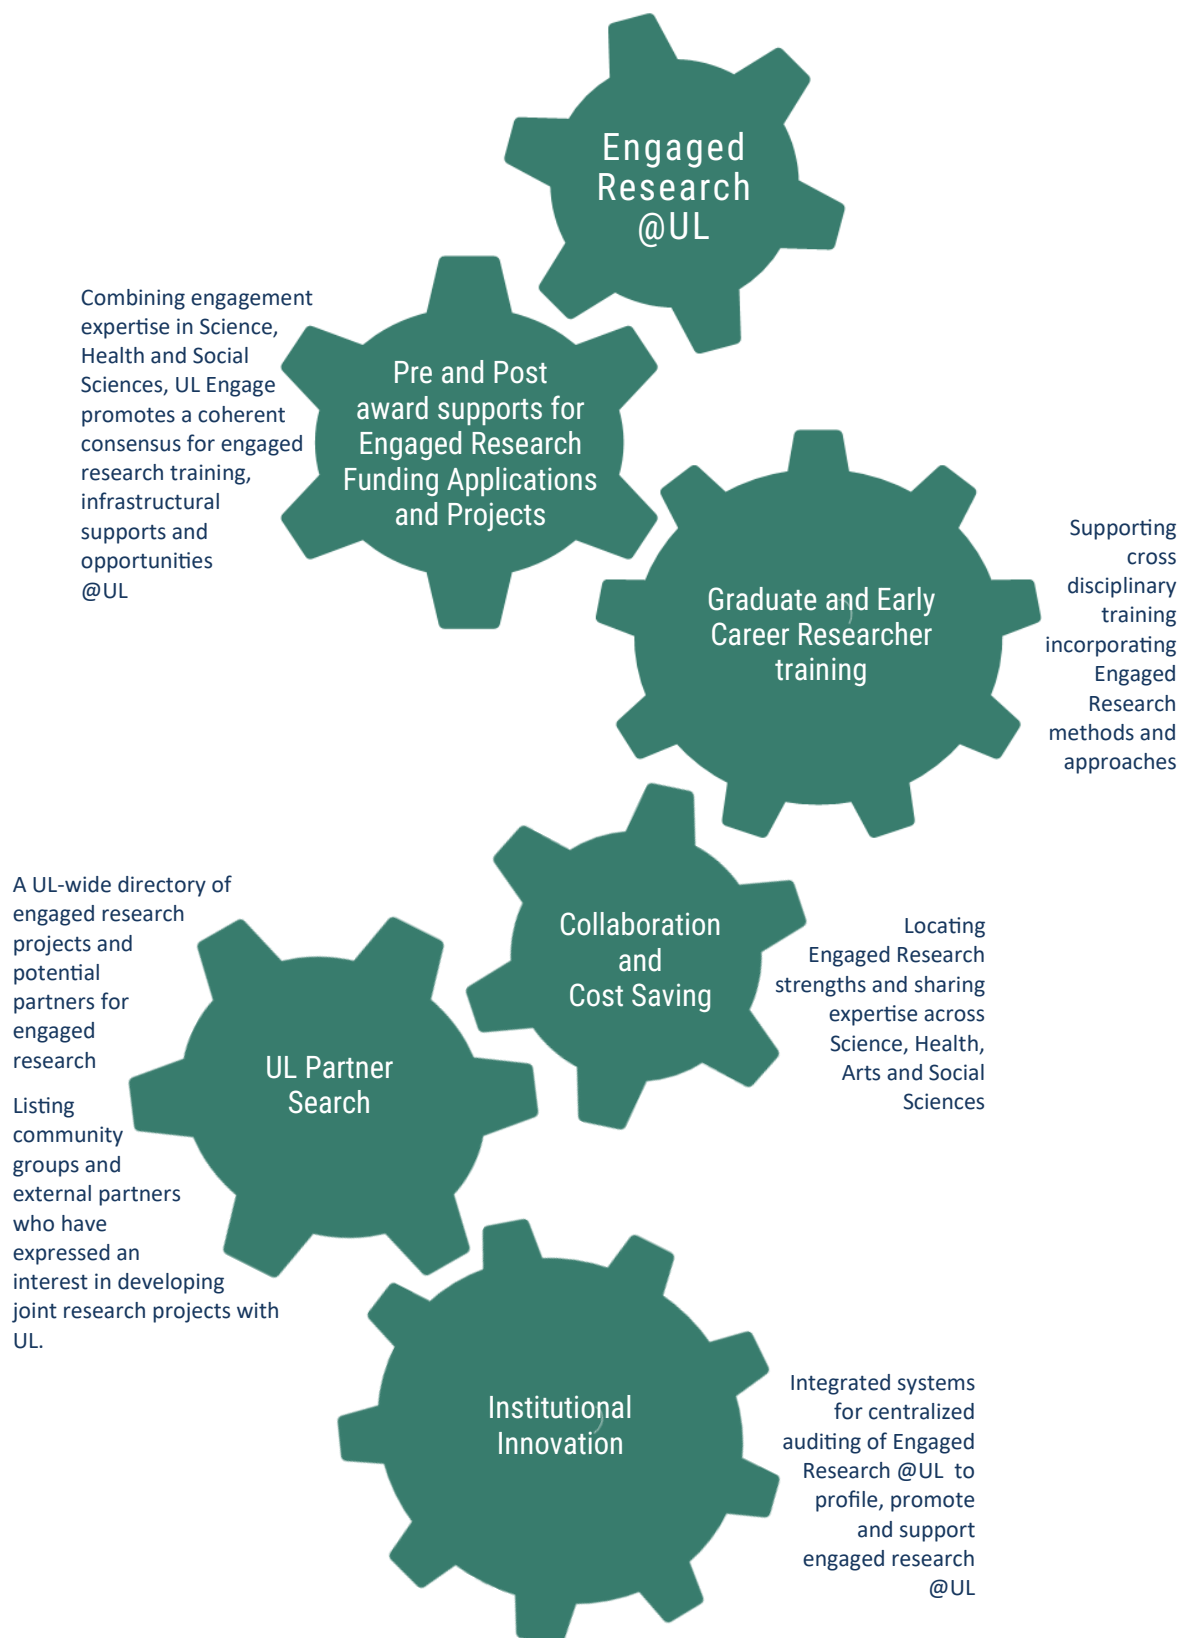 Engaged
Research
@UL
Combining engagement
expertise in Science,
Health and Social
Sciences, UL Engage
promotes a coherent
consensus for engaged
research training,
infrastructural
supports and
opportunities
@UL
Pre and Post
award supports for
Engaged Research
Funding Applications
and Projects
Graduate and Early
Career Researcher
training
Supporting
cross
disciplinary
training
incorporating
Engaged
Research
methods and
approaches
Collaboration
and
Cost Saving
Locating
Engaged Research
strengths and sharing
expertise across
Science, Health,
Arts and Social
Sciences
A UL-wide directory of
engaged research
projects and
potential
partners for
engaged
research
Listing
community
groups and
external partners
who have
expressed an
interest in developing
joint research projects with
UL.
UL Partner
Search
Institutional
Innovation
Integrated systems
for centralized
auditing of Engaged
Research @UL to
profile, promote
and support
engaged research
@UL